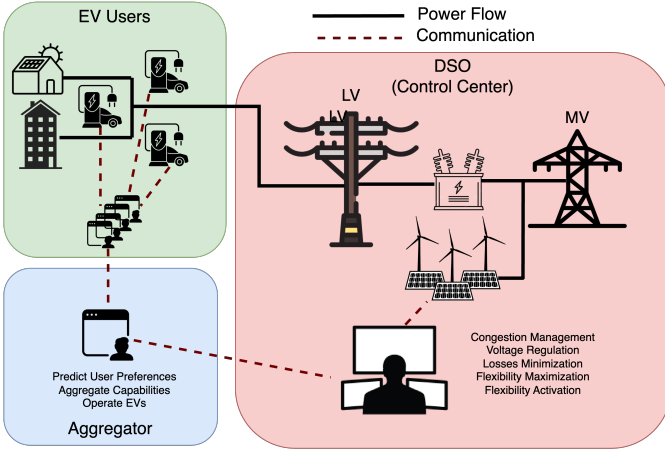 EV Users
Power Flow
Communication
DSO
(Control Center)
LV
LV
MV
Congestion Management
Voltage Regulation
Losses Minimization
Flexibility Maximization
Flexibility Activation
Predict User Preferences
Aggregate Capabilities
Operate EVs
Aggregator